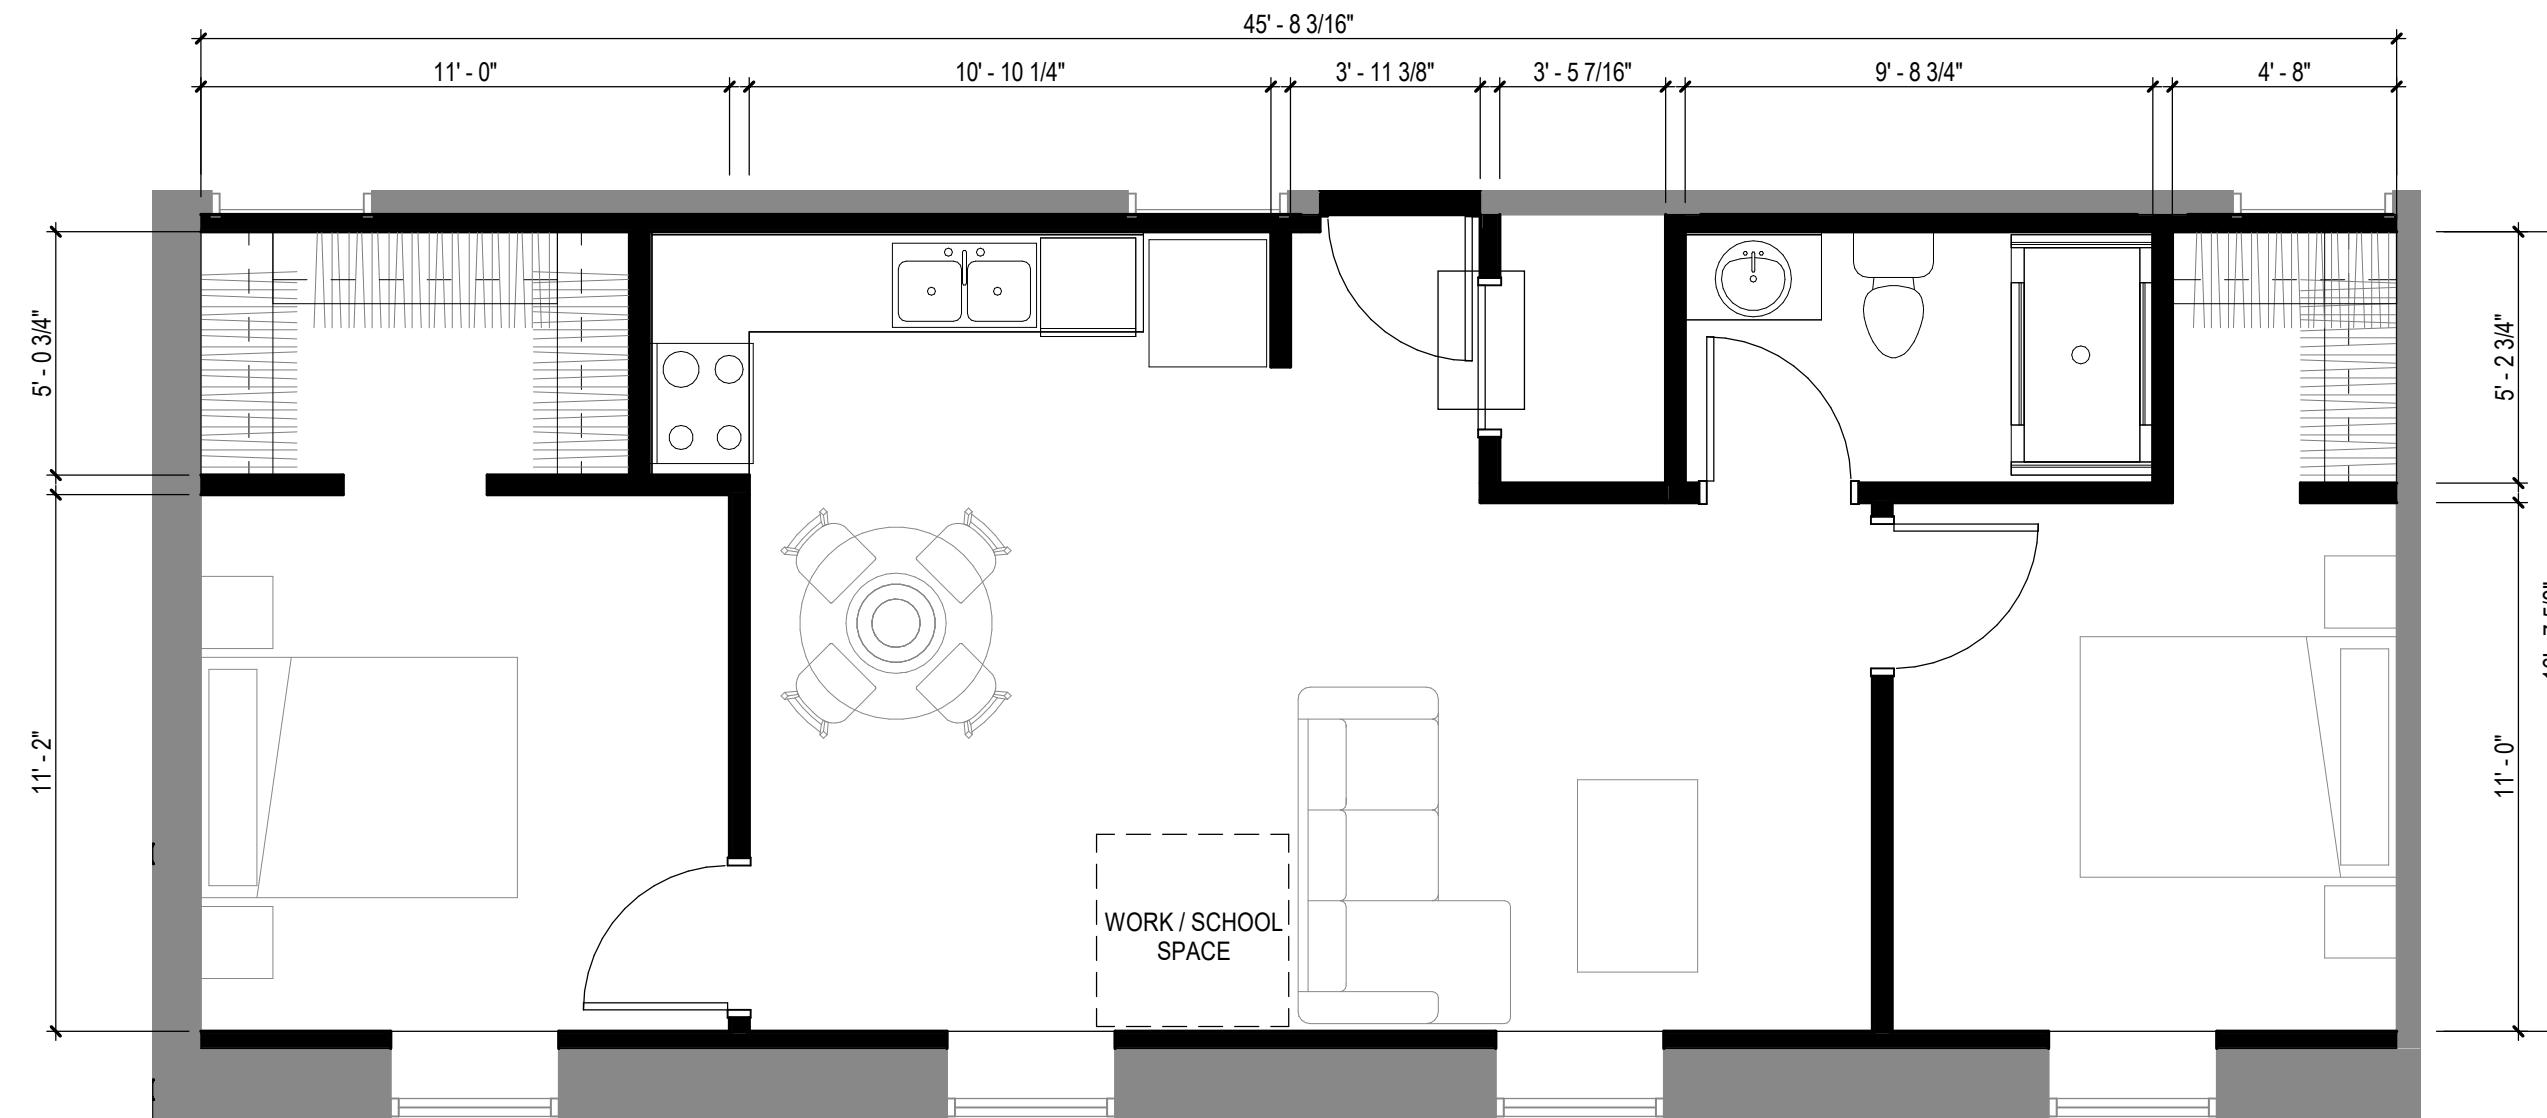 45' - 8 3/16"
11' - 0"
10' - 10 1/4"
3' - 11 3/8"
3' - 5 7/16"
9' - 8 3/4"
4' - 8"
5' - 0 3/4"
5' - 2 3/4"
11' - 2"
11' - 0"
WORK / SCHOOL
SPACE